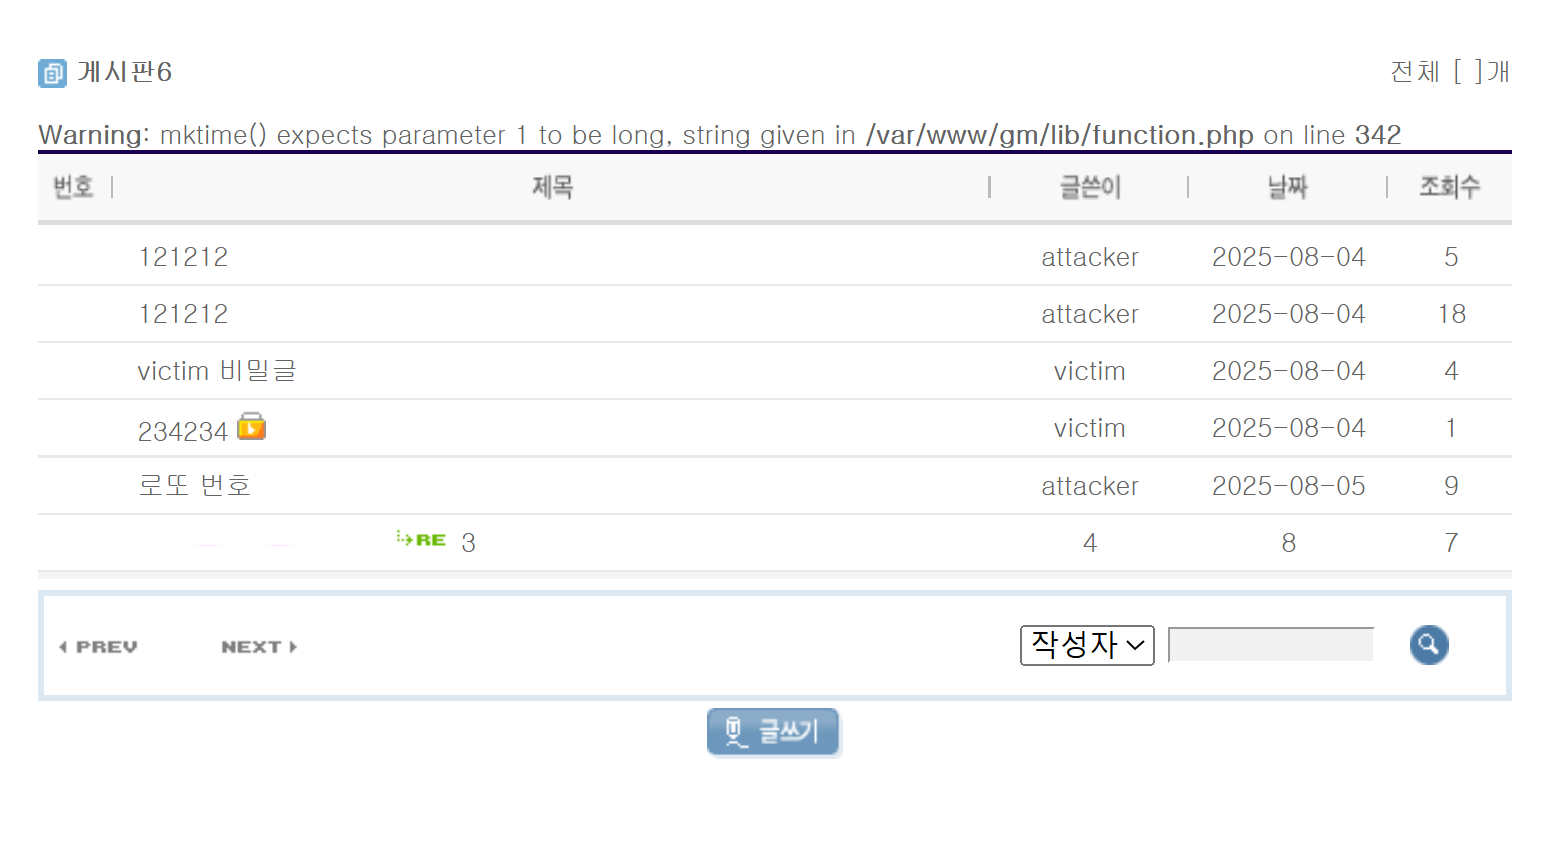 게시판6 전체 [ ]개
Warning: mktime() expects parameter 1 to be long, string given in /var/www/gm/lib/function.php on line 342
번호 | 제목 | 글쓴이 | 날짜 | 조회수
121212 attacker 2025-08-04 5
121212 attacker 2025-08-04 18
victim 비밀글 victim 2025-08-04 4
234234 victim 2025-08-04 1
로또 번호 attacker 2025-08-05 9
RE 3 4 8 7
PREV NEXT 작성자
글쓰기